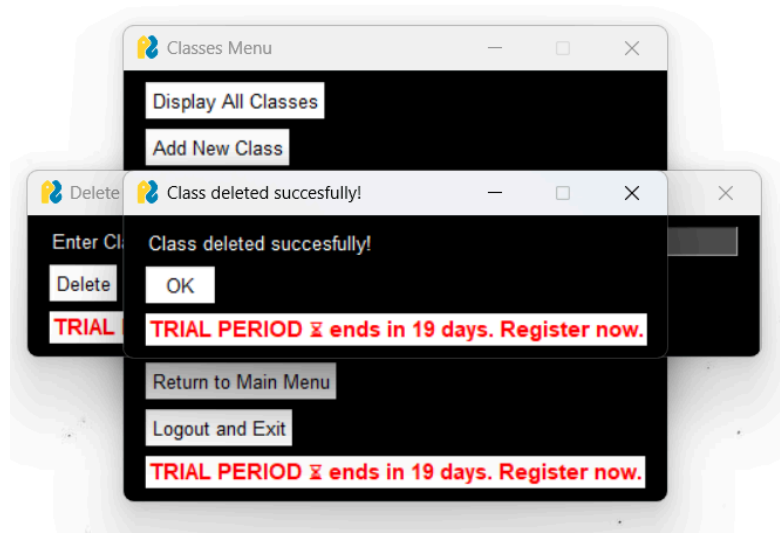 Classes Menu
Display All Classes
Add New Class
Delete
Class deleted succesfully!
Enter
Class deleted succesfully!
Delete
OK
TRIAL
TRIAL PERIOD ⌛ ends in 19 days. Register now.
Return to Main Menu
Logout and Exit
TRIAL PERIOD ⌛ ends in 19 days. Register now.